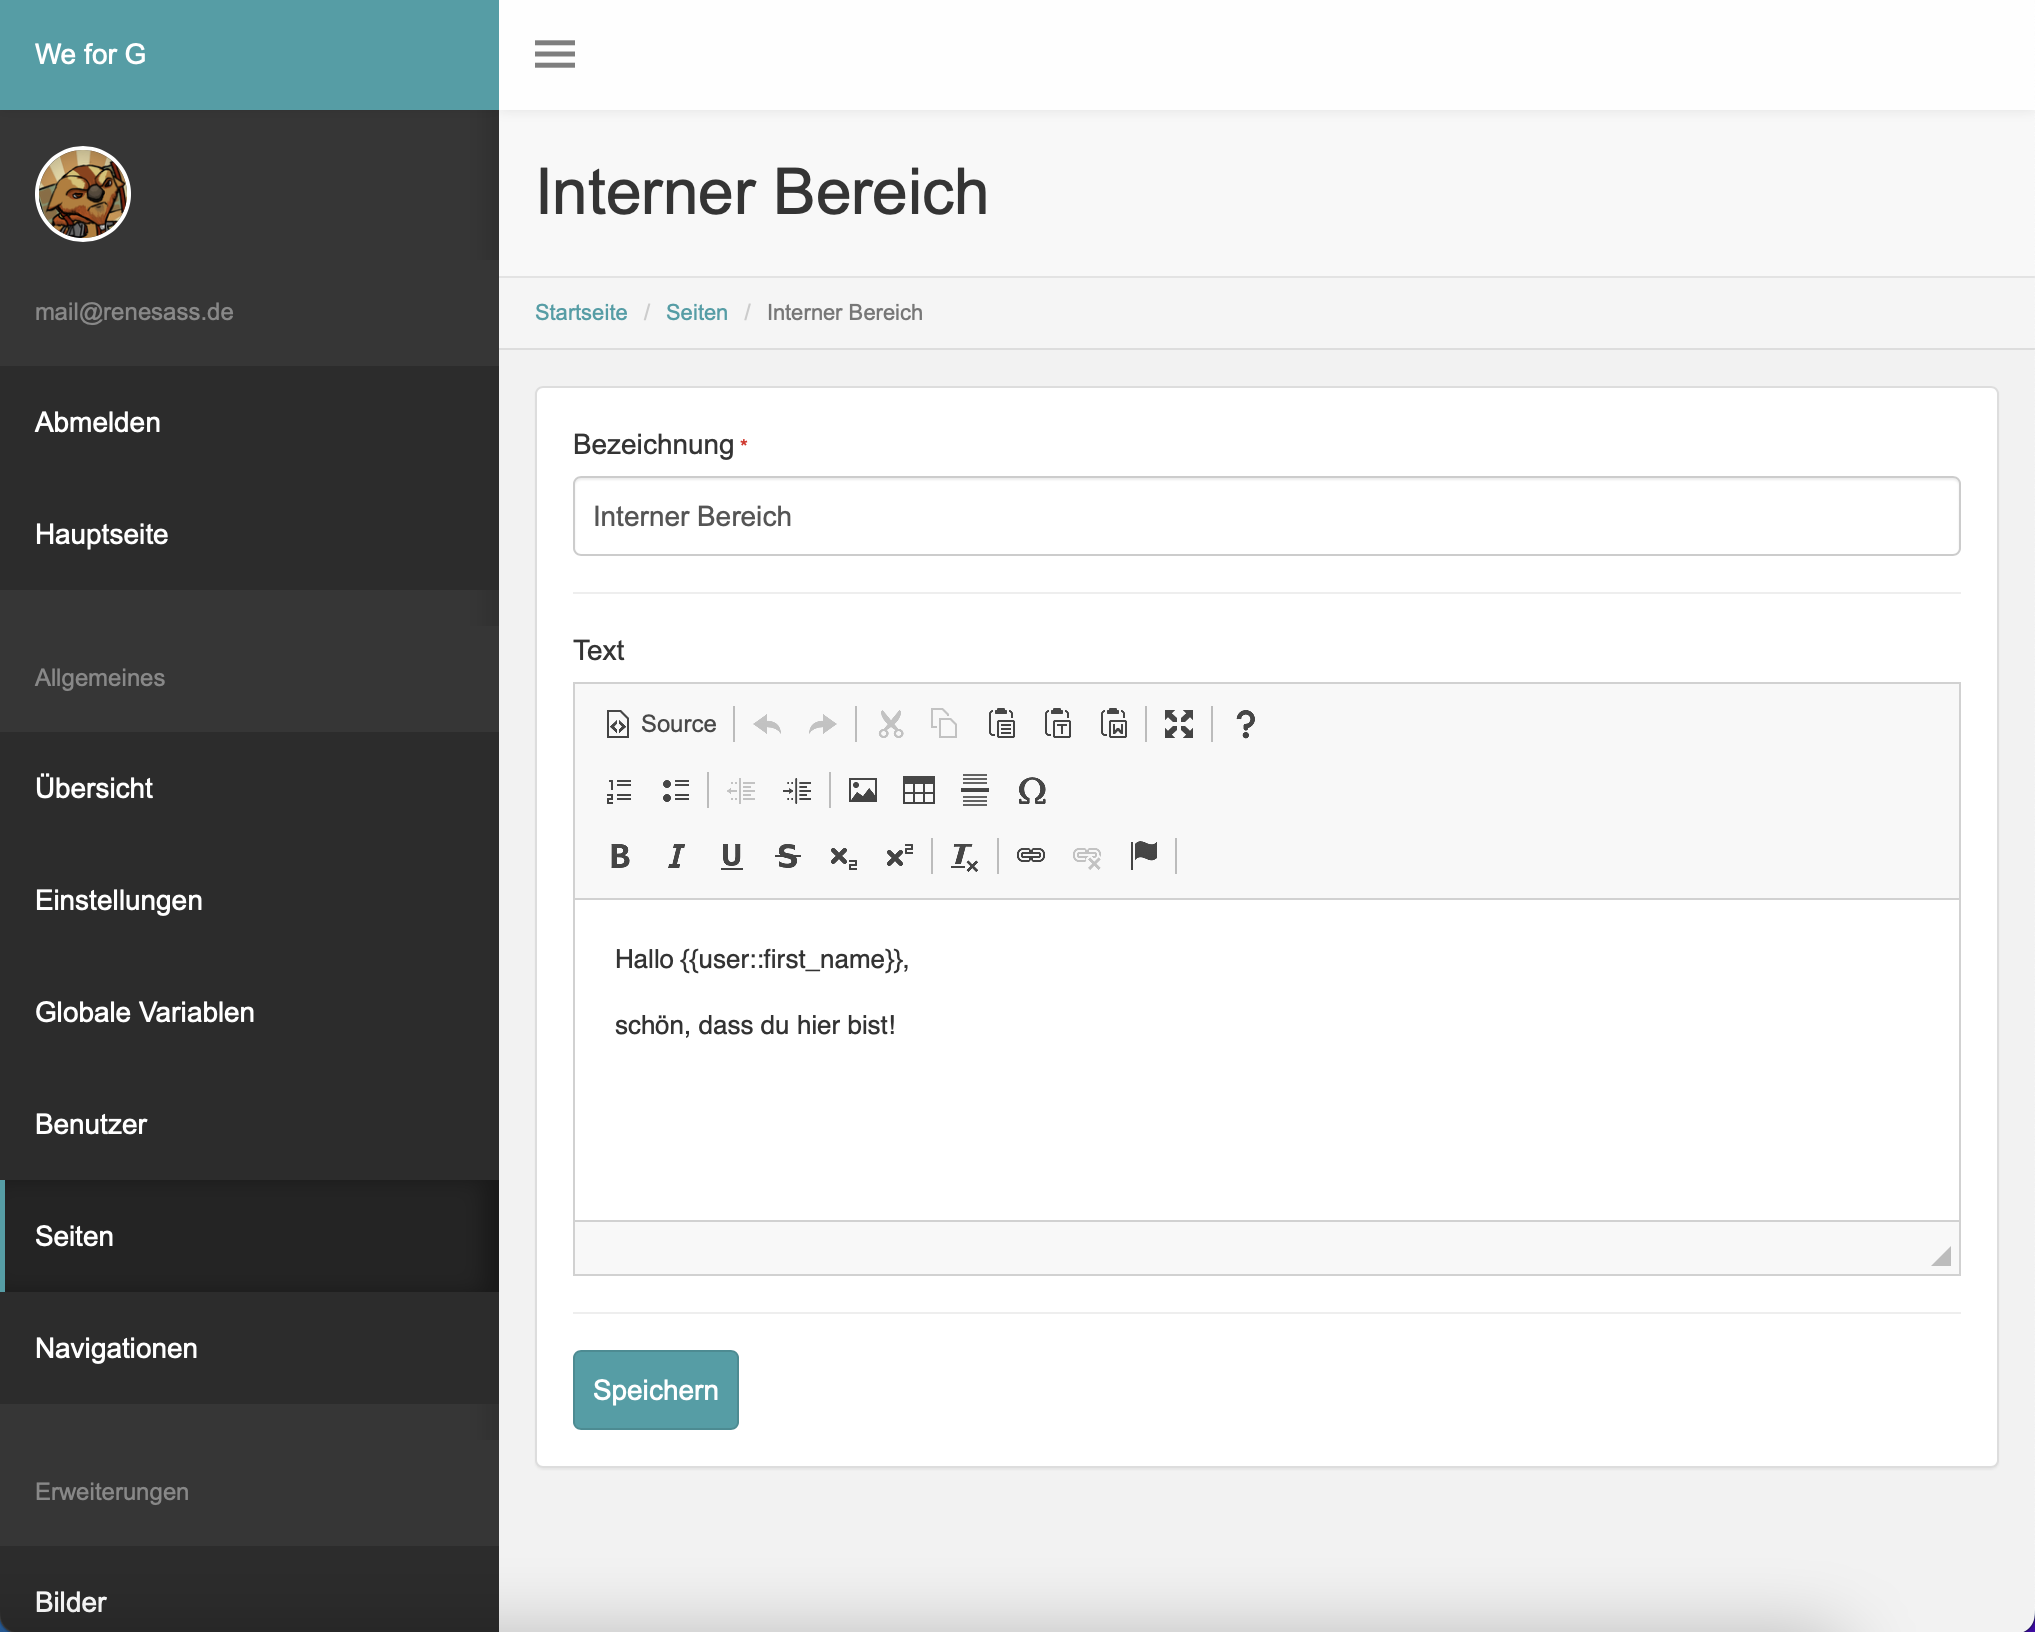 We for G
mail@renesass.de
Abmelden
Hauptseite
Allgemeines
Übersicht
Einstellungen
Globale Variablen
Benutzer
Seiten
Navigationen
Erweiterungen
Bilder
Interner Bereich
Startseite / Seiten / Interner Bereich
Bezeichnung *
Interner Bereich
Text
Source
Hallo {{user::first_name}},
schön, dass du hier bist!
Speichern